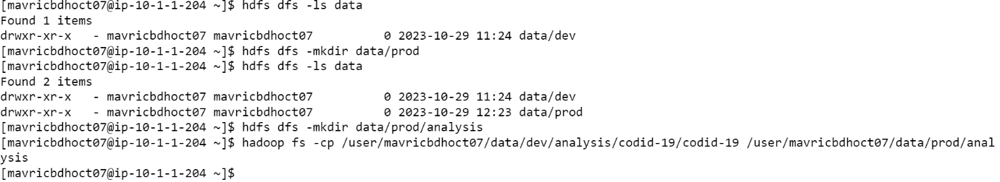 [mavricbdhoct07@ip-10-1-1-204 ~]$ hdfs dfs -ls data
Found 1 items
drwxr-xr-x   - mavricbdhoct07 mavricbdhoct07          0 2023-10-29 11:24 data/dev
[mavricbdhoct07@ip-10-1-1-204 ~]$ hdfs dfs -mkdir data/prod
[mavricbdhoct07@ip-10-1-1-204 ~]$ hdfs dfs -ls data
Found 2 items
drwxr-xr-x   - mavricbdhoct07 mavricbdhoct07          0 2023-10-29 11:24 data/dev
drwxr-xr-x   - mavricbdhoct07 mavricbdhoct07          0 2023-10-29 12:23 data/prod
[mavricbdhoct07@ip-10-1-1-204 ~]$ hdfs dfs -mkdir data/prod/analysis
[mavricbdhoct07@ip-10-1-1-204 ~]$ hadoop fs -cp /user/mavricbdhoct07/data/dev/analysis/codid-19/codid-19 /user/mavricbdhoct07/data/prod/anal
ysis
[mavricbdhoct07@ip-10-1-1-204 ~]$